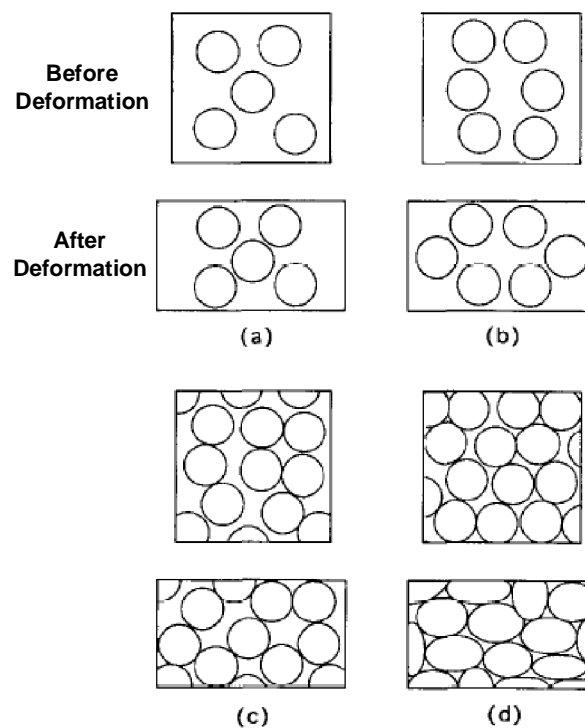 Before
Deformation
After
Deformation
(a)
(b)
(c)
(d)